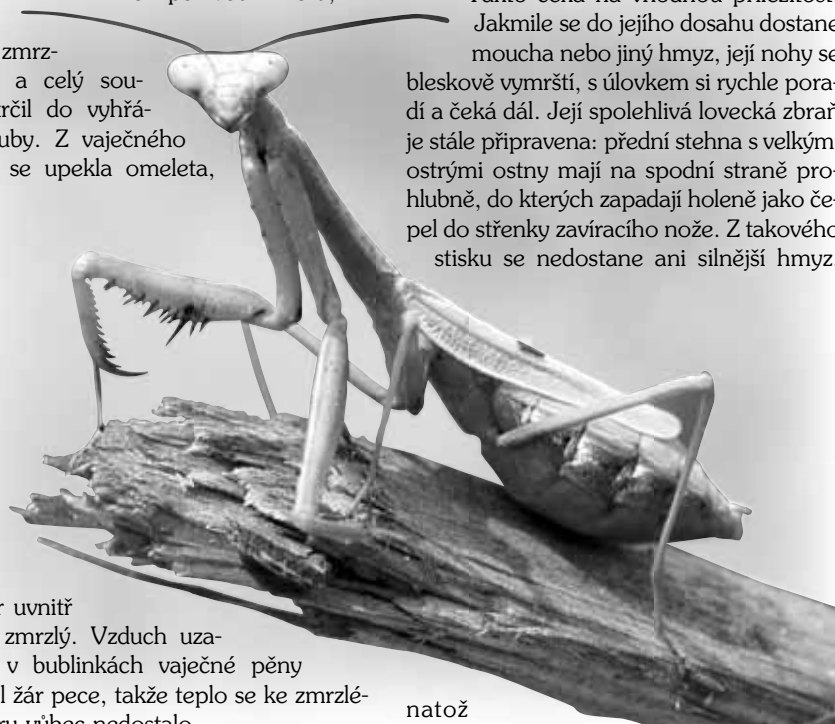 zmrz-
a celý sou-
rčil do vyhřá-
uby. Z vaječného
se upekla omeleta,
r uvnitř
zmrzlý. Vzduch uza-
v bublinkách vaječné pěny
l žár pece, takže teplo se ke zmrzlé-
ru vůbec nedostalo
Jakmile se do jejího dosahu dostane
moucha nebo jiný hmyz, její nohy se
bleskově vymrští, s úlovkem si rychle pora-
dí a čeká dál. Její spolehlivá lovecká zbraň
je stále připravena: přední stehna s velkým
ostrými ostny mají na spodní straně pro-
hlubně, do kterých zapadají holeně jako če-
pel do střenky zavíracího nože. Z takového
stisku se nedostane ani silnější hmyz,
natož